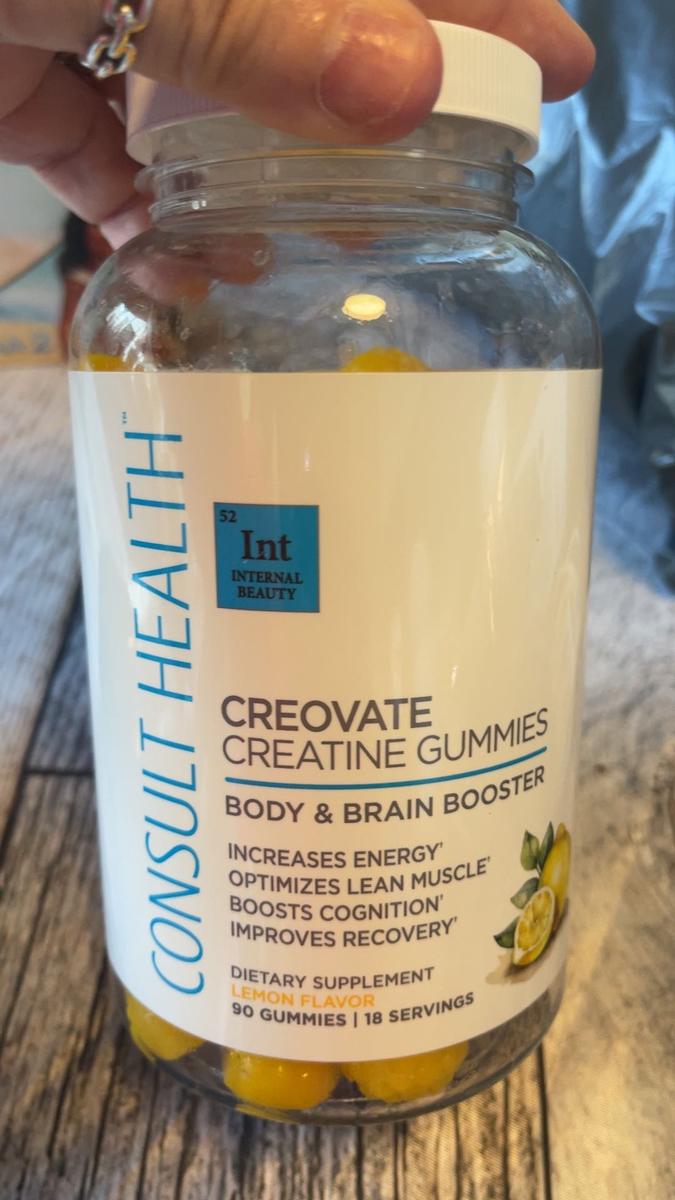 CONSULT HEALTH™
52
Int
INTERNAL
BEAUTY
CREOVATE
CREATINE GUMMIES
BODY & BRAIN BOOSTER
INCREASES ENERGY†
OPTIMIZES LEAN MUSCLE†
BOOSTS COGNITION†
IMPROVES RECOVERY†
DIETARY SUPPLEMENT
LEMON FLAVOR
90 GUMMIES | 18 SERVINGS